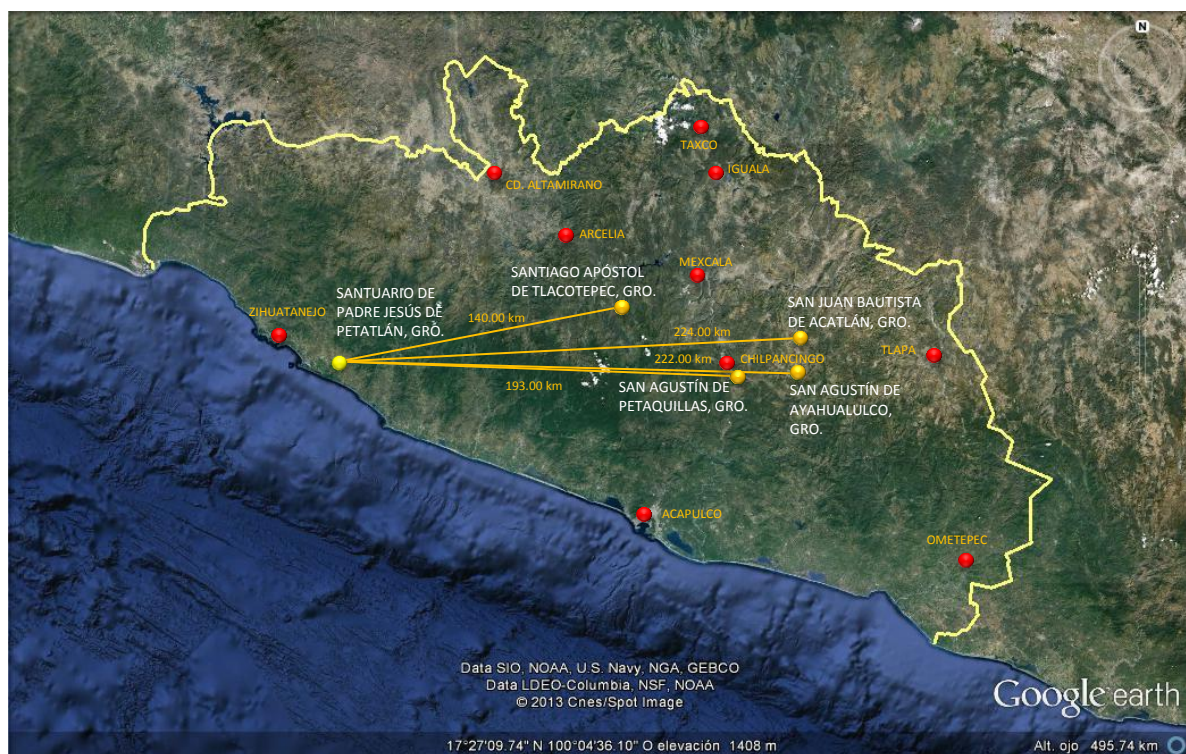 N
TAXCO
IGUALA
CD. ALTAMIRANO
ARCELIA
MEXCALA
SANTIAGO APÓSTOL
DE TLACOTEPEC, GRO.
SANTUARIO DE
PADRE JESÚS DE
PETATLÁN, GRO.
ZIHUATANEJO
140.00 km
SAN JUAN BAUTISTA
DE ACATLÁN, GRO.
224.00 km
TLAPA
222.00 km
CHILPANCINGO
193.00 km
SAN AGUSTÍN DE
PETAQUILLAS, GRO.
SAN AGUSTÍN DE
AYAHUALULCO,
GRO.
ACAPULCO
OMETEPEC
Data SIO, NOAA, U.S. Navy, NGA, GEBCO
Data LDEO-Columbia, NSF, NOAA
© 2013 Cnes/Spot Image
Google earth
17°27'09.74" N 100°04'36.10" O elevación 1408 m
Alt. ojo 495.74 km